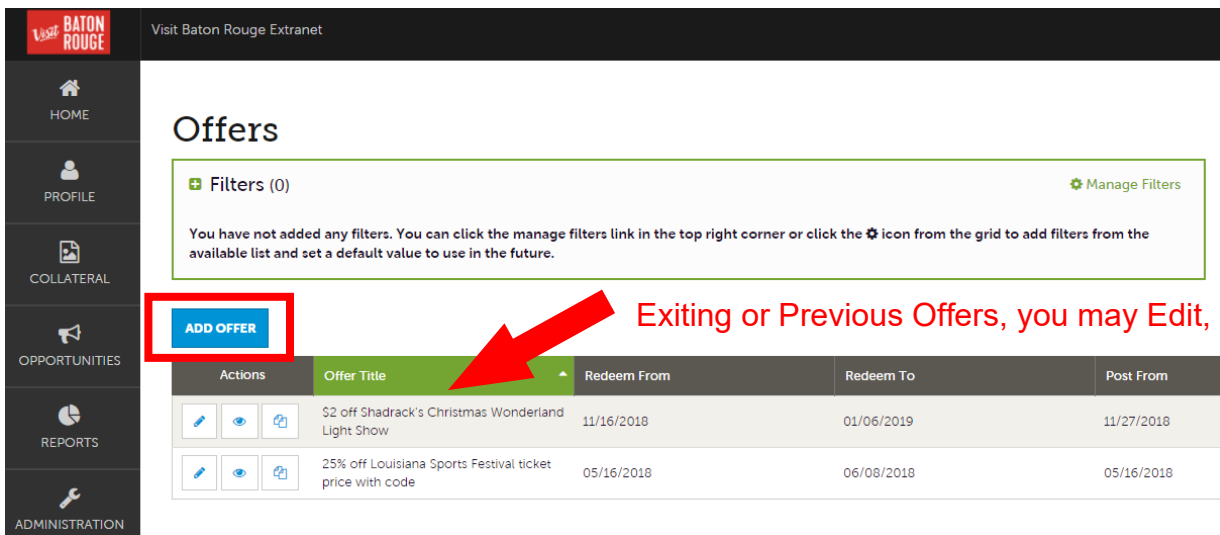 Visit BATON
ROUGE
Visit Baton Rouge Extranet
HOME
PROFILE
COLLATERAL
OPPORTUNITIES
REPORTS
ADMINISTRATION
Offers
Filters (0)
Manage Filters
You have not added any filters. You can click the manage filters link in the top right corner or click the icon from the grid to add filters from the
available list and set a default value to use in the future.
Exiting or Previous Offers, you may Edit,
ADD OFFER
Actions Offer Title Redeem From Redeem To Post From
$2 off Shadrack's Christmas Wonderland
Light Show 11/16/2018 01/06/2019 11/27/2018
25% off Louisiana Sports Festival ticket
price with code 05/16/2018 06/08/2018 05/16/2018